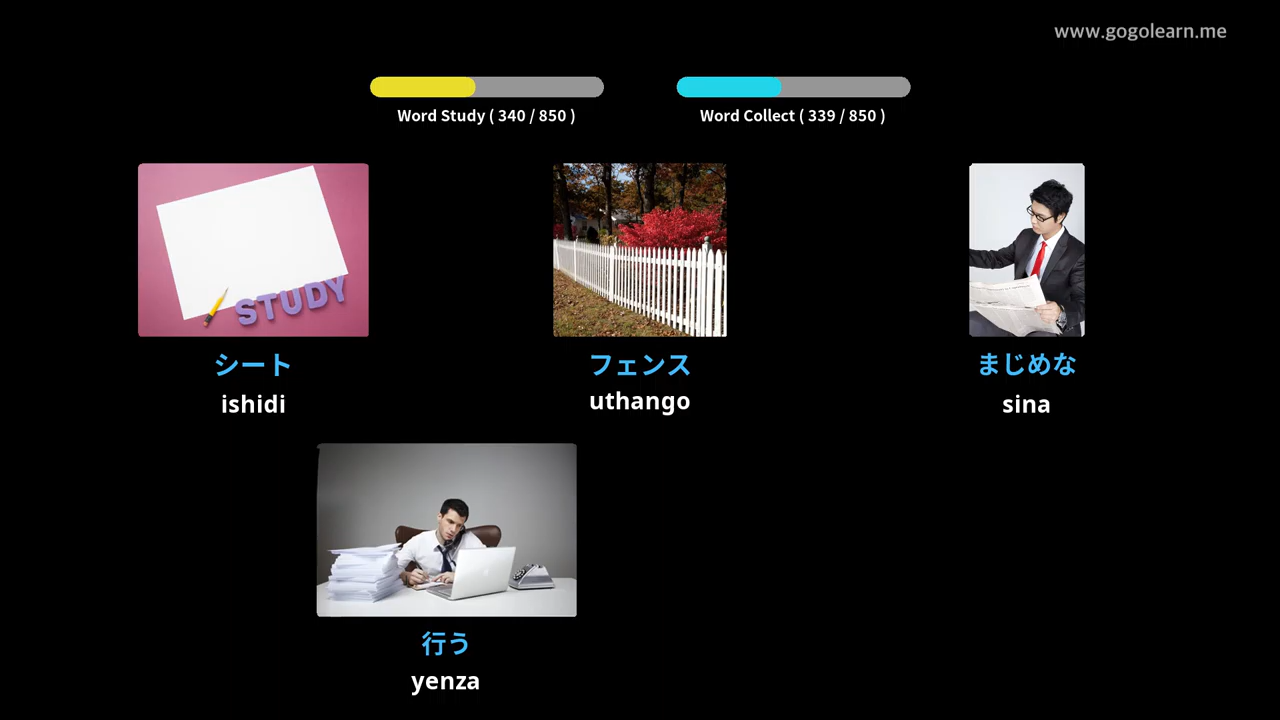 www.gogolearn.me
Word Study ( 340 / 850 )
Word Collect ( 339 / 850 )
STUDY
シート
ishidi
フェンス
uthango
まじめな
sina
行う
yenza